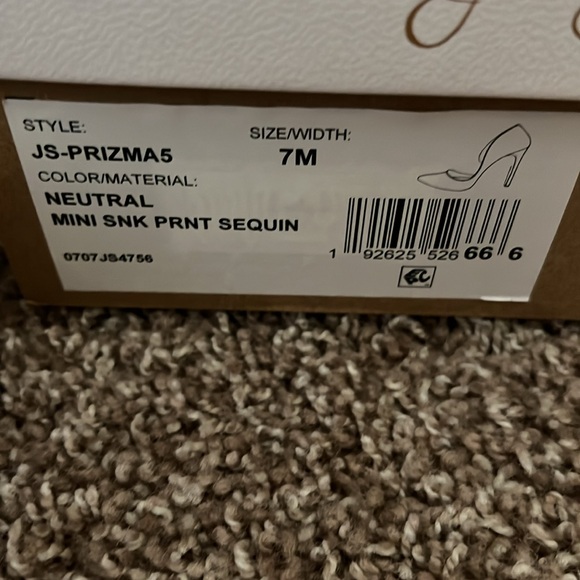 STYLE:
JS-PRIZMA5
SIZE/WIDTH:
7M
COLOR/MATERIAL:
NEUTRAL
MINI SNK PRNT SEQUIN
0707JS4756
1 92625 526 66 6